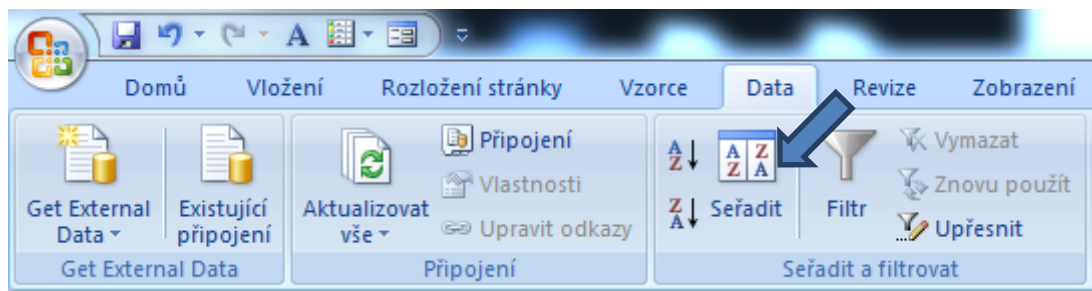 Domů Vložení Rozložení stránky Vzorce Data Revize Zobrazení
Get External
Data
Existující
připojení
Get External Data
Aktualizovat
vše
Připojení
Vlastnosti
Upravit odkazy
Připojení
A
Z
Z
A
A Z
Z A
Seřadit
Filtr
Vymazat
Znovu použít
Upřesnit
Seřadit a filtrovat